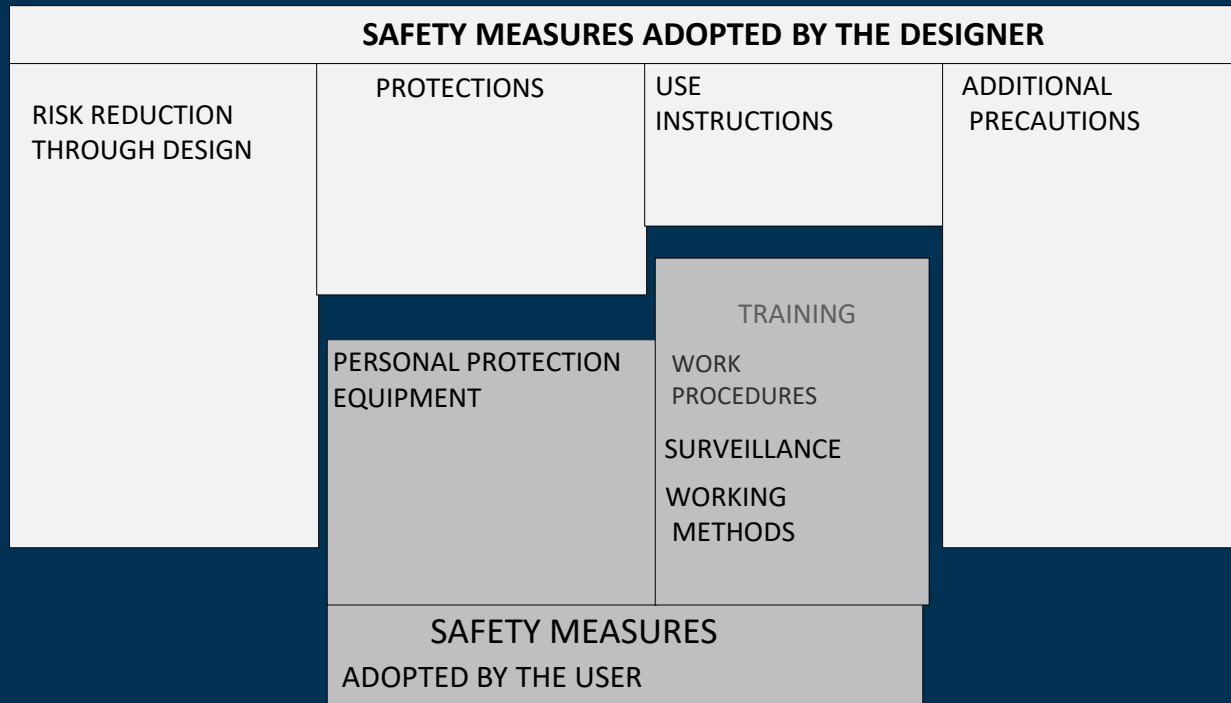 SAFETY MEASURES ADOPTED BY THE DESIGNER
RISK REDUCTION
THROUGH DESIGN
PROTECTIONS
USE
INSTRUCTIONS
ADDITIONAL
PRECAUTIONS
PERSONAL PROTECTION
EQUIPMENT
TRAINING
WORK
PROCEDURES
SURVEILLANCE
WORKING
METHODS
SAFETY MEASURES
ADOPTED BY THE USER